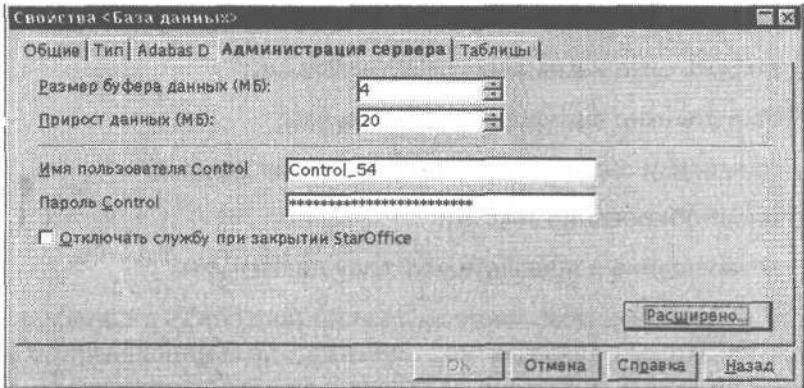 Свойства <База данных>
Общие Тип Adabas D Администрация сервера Таблицы
Размер буфера данных (МБ): 4
Прирост данных (МБ): 20
Имя пользователя Control Control_54
Пароль Control ************************
Отключать службу при закрытии StarOffice
Расширено...
OK Отмена Справка Назад